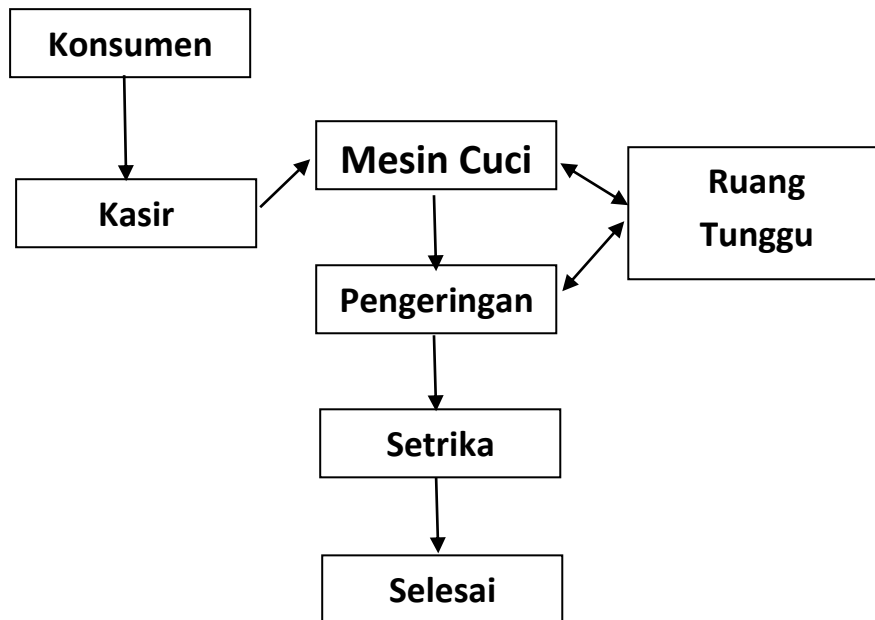 Konsumen
Kasir
Mesin Cuci
Ruang
Tunggu
Pengeringan
Setrika
Selesai